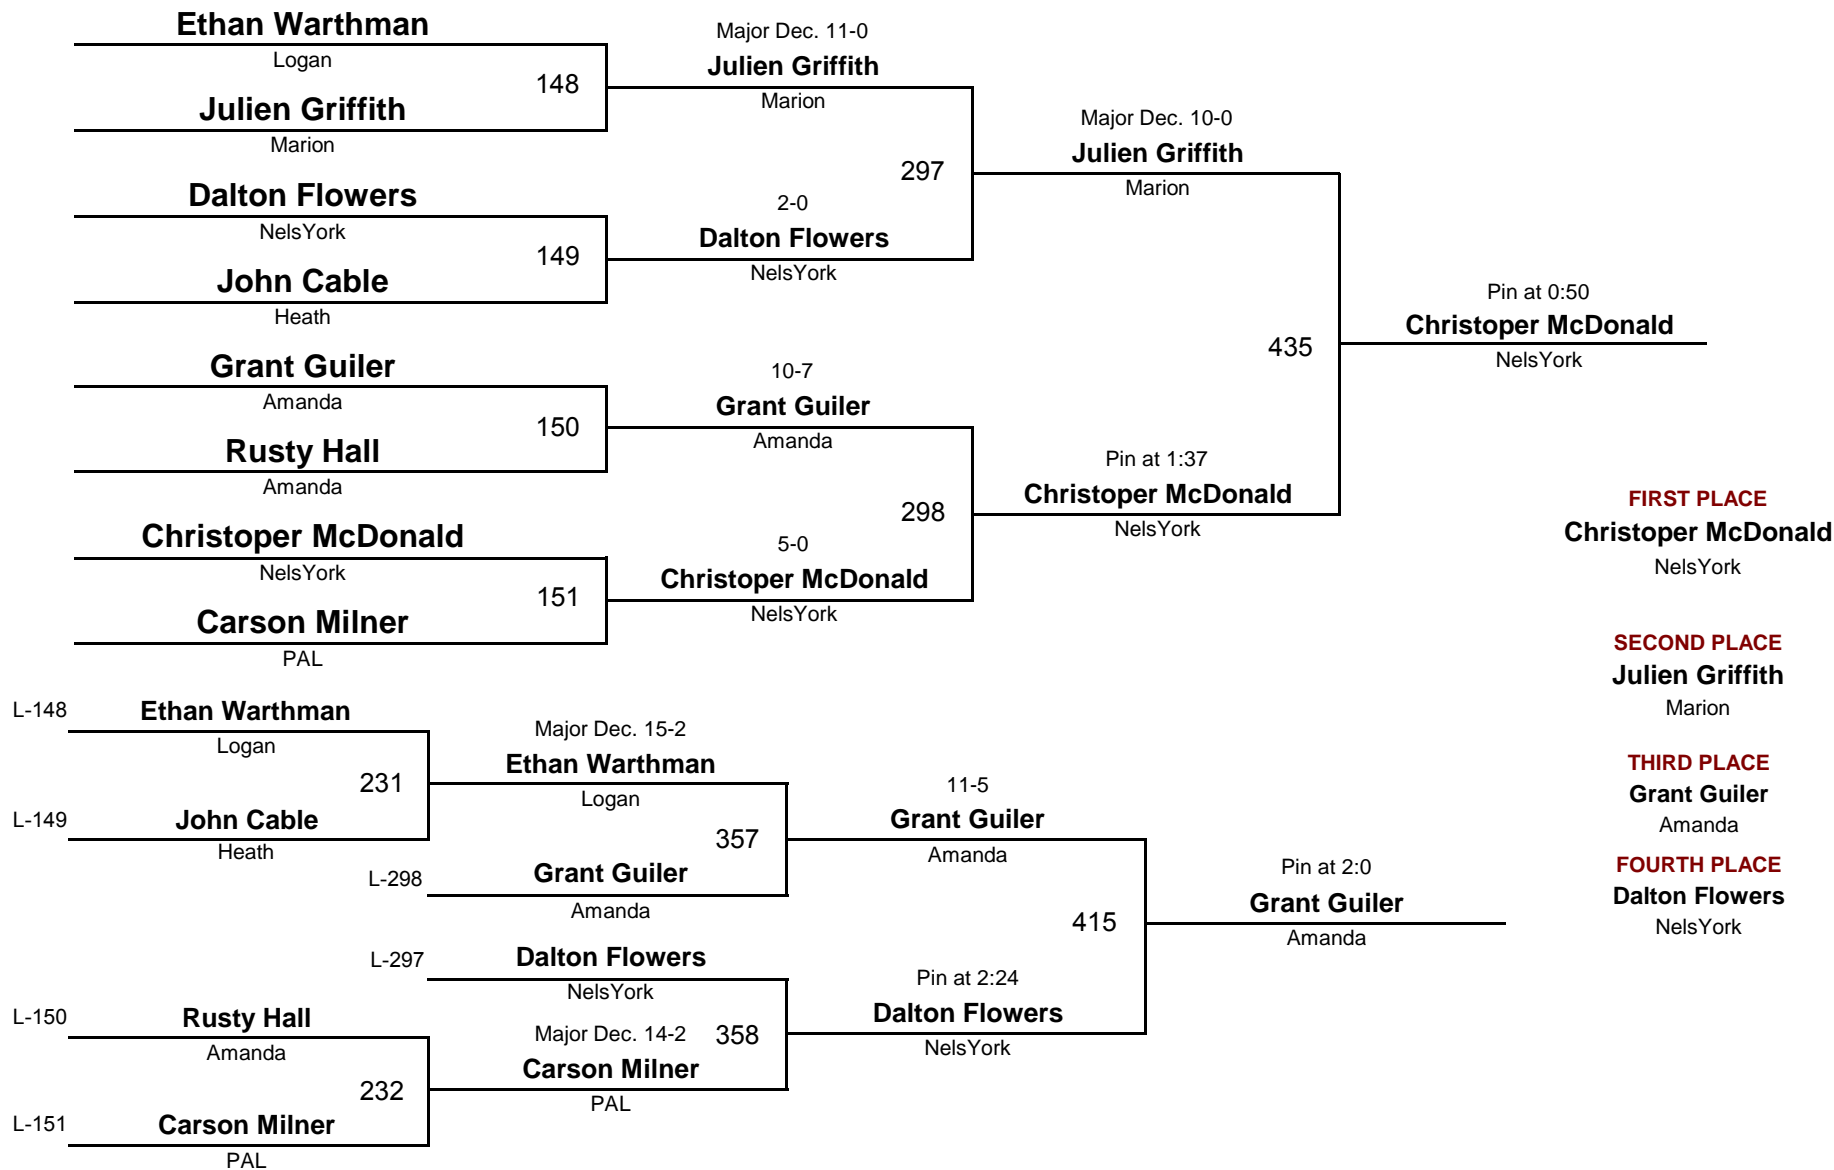 Ethan Warthman
Logan
148
Julien Griffith
Marion
Dalton Flowers
NelsYork
149
John Cable
Heath
Grant Guiler
Amanda
150
Rusty Hall
Amanda
Christoper McDonald
NelsYork
151
Carson Milner
PAL
Major Dec. 11-0
Julien Griffith
Marion
297
2-0
Dalton Flowers
NelsYork
10-7
Grant Guiler
Amanda
298
5-0
Christoper McDonald
NelsYork
Major Dec. 10-0
Julien Griffith
Marion
435
Pin at 1:37
Christoper McDonald
NelsYork
Pin at 0:50
Christoper McDonald
NelsYork
FIRST PLACE
Christoper McDonald
NelsYork
SECOND PLACE
Julien Griffith
Marion
THIRD PLACE
Grant Guiler
Amanda
FOURTH PLACE
Dalton Flowers
NelsYork
L-148
Ethan Warthman
Logan
231
L-149
John Cable
Heath
Major Dec. 15-2
Ethan Warthman
Logan
357
L-298
Grant Guiler
Amanda
L-297
Dalton Flowers
NelsYork
358
Major Dec. 14-2
Carson Milner
PAL
L-150
Rusty Hall
Amanda
232
L-151
Carson Milner
PAL
11-5
Grant Guiler
Amanda
415
Pin at 2:24
Dalton Flowers
NelsYork
Pin at 2:0
Grant Guiler
Amanda